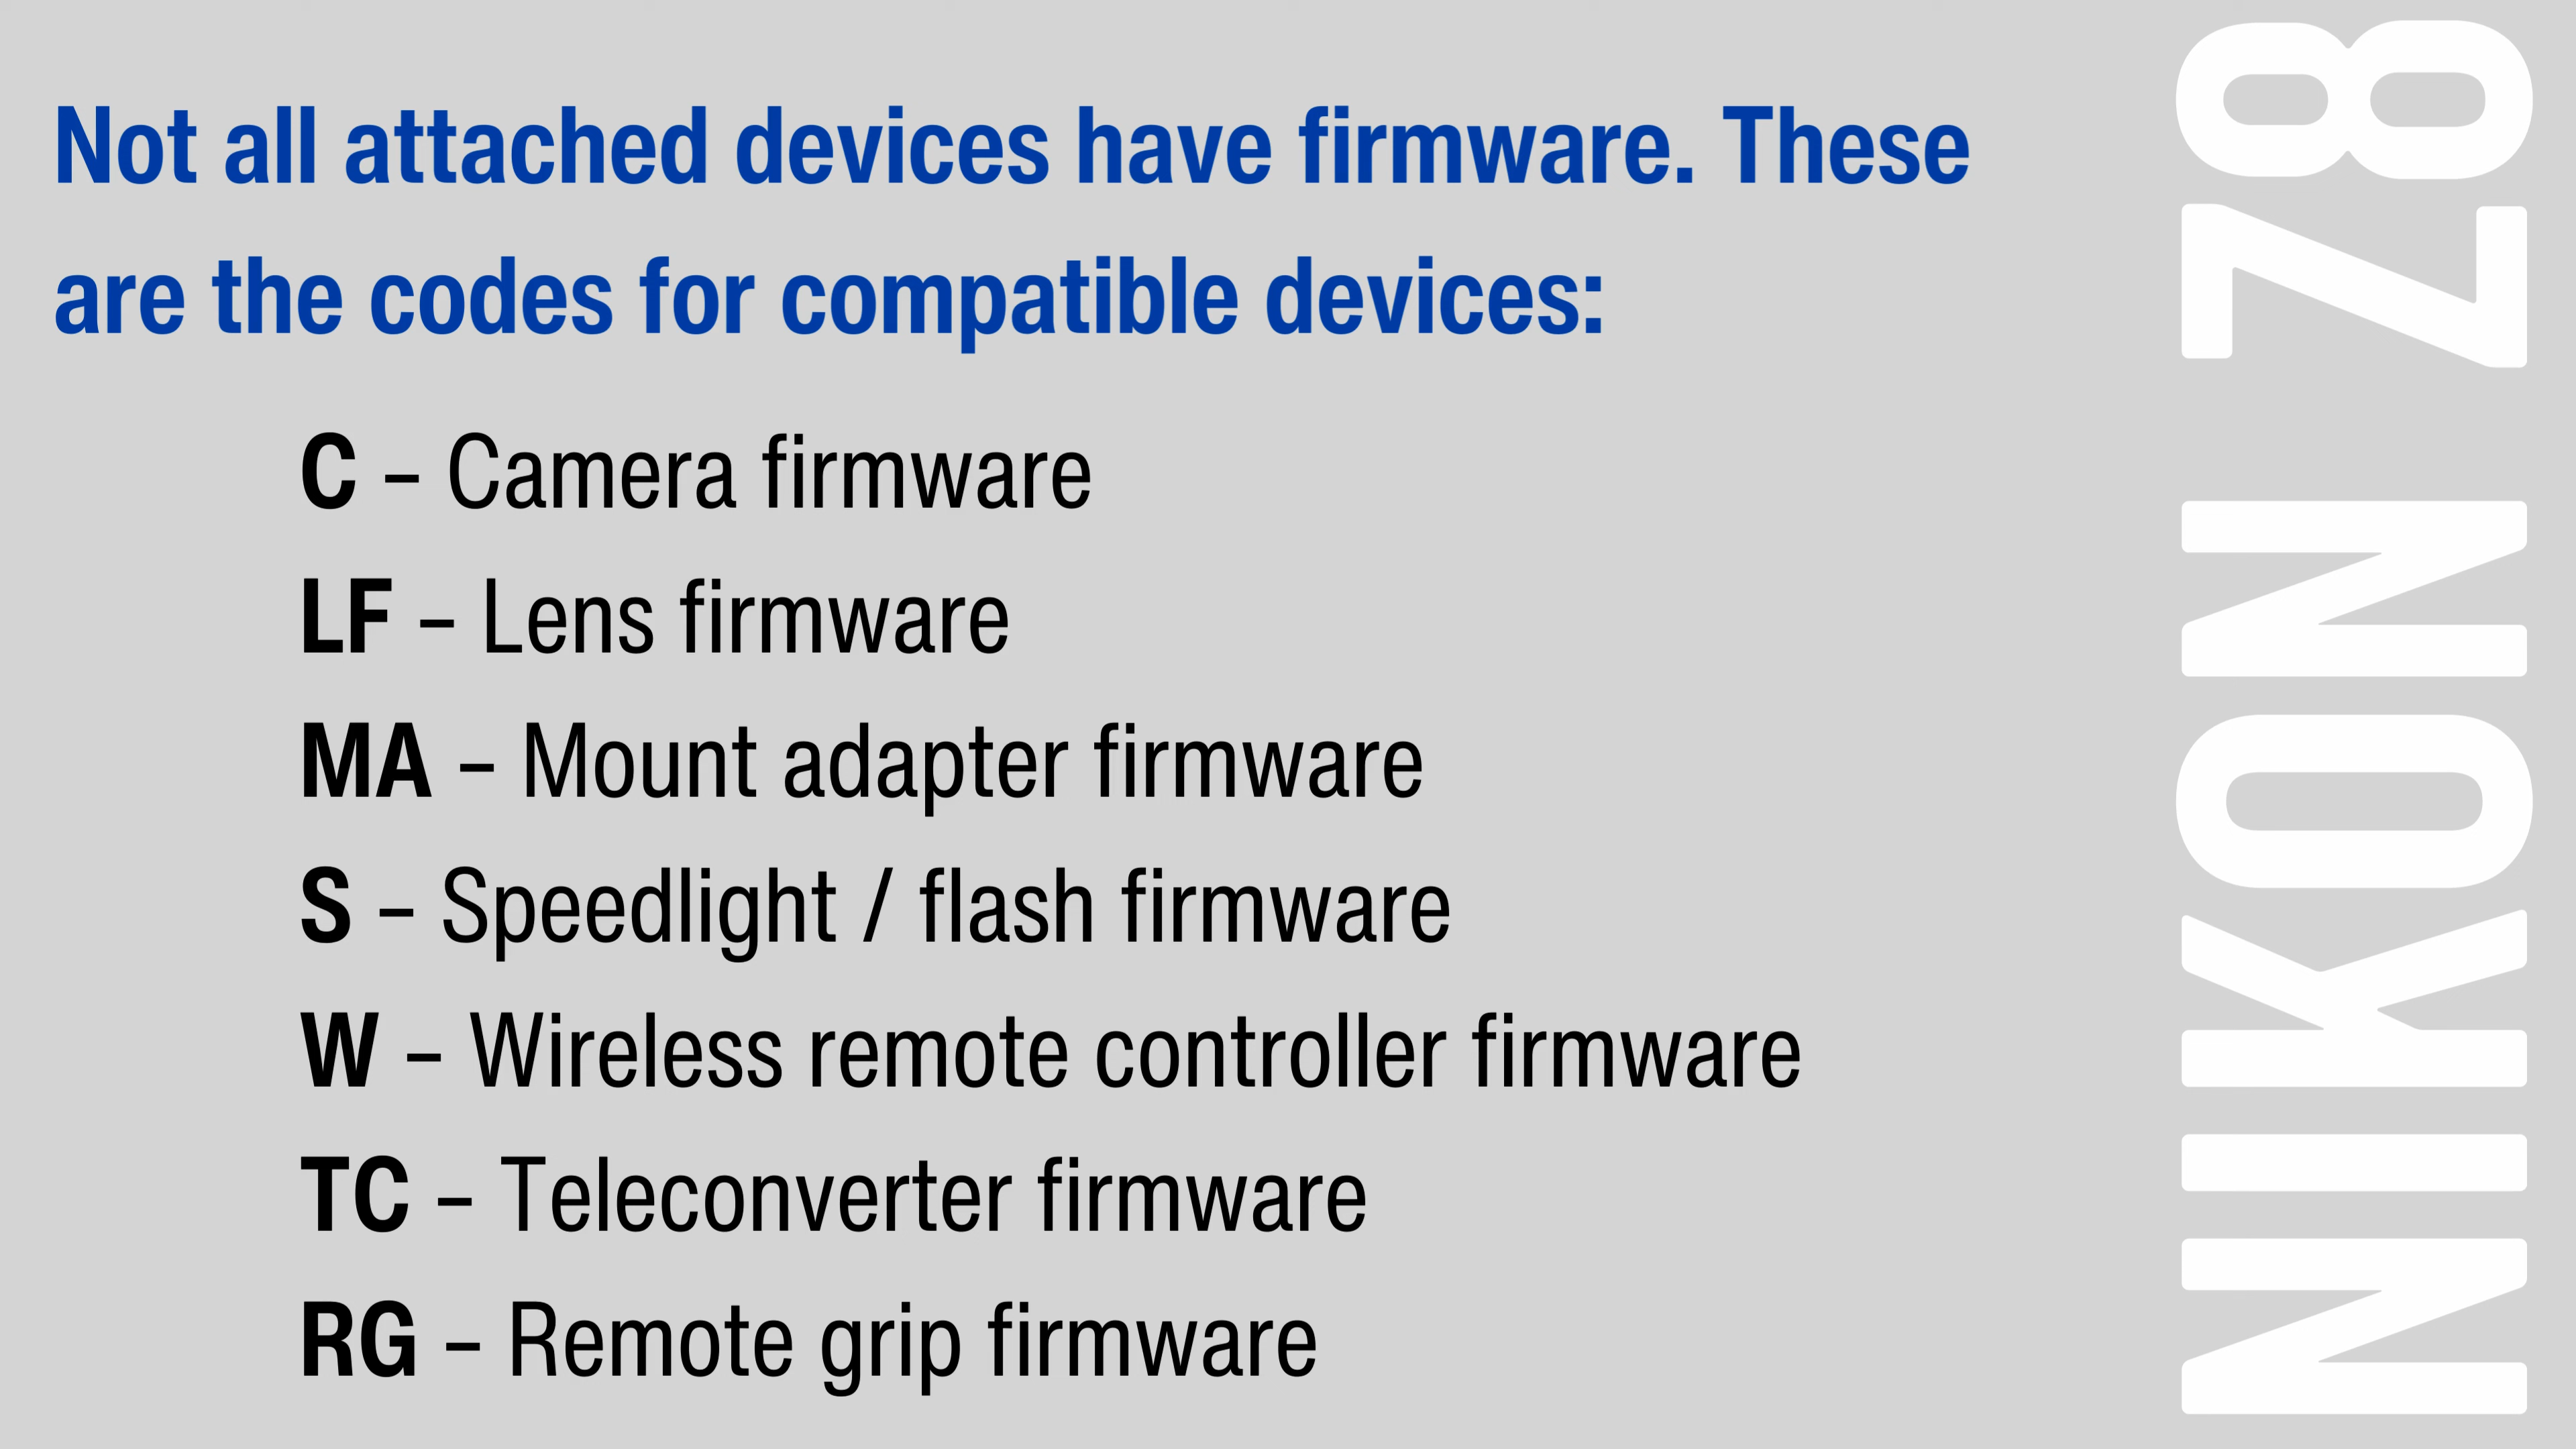 Not all attached devices have firmware. These
are the codes for compatible devices:
C – Camera firmware
LF – Lens firmware
MA – Mount adapter firmware
S – Speedlight / flash firmware
W – Wireless remote controller firmware
TC – Teleconverter firmware
RG – Remote grip firmware
NIKON Z8